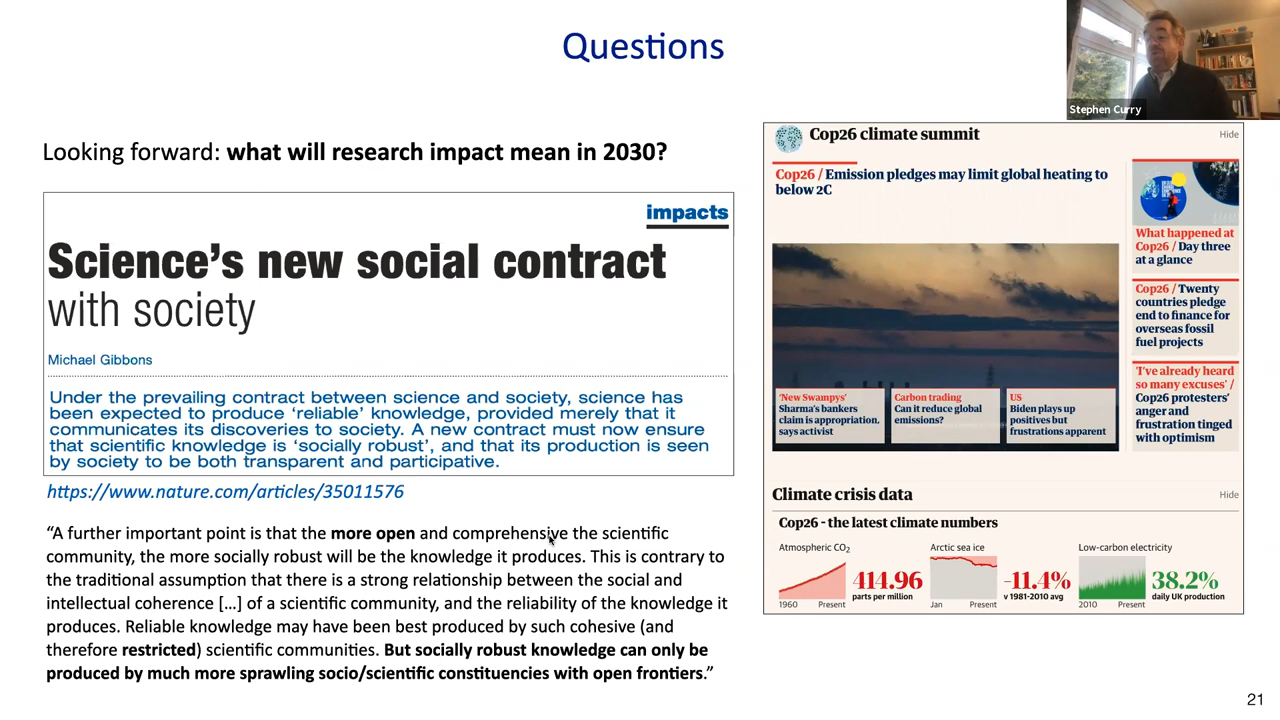 Questions
Stephen Curry
Looking forward: what will research impact mean in 2030?
impacts
Science's new social contract
with society
Michael Gibbons
Under the prevailing contract between science and society, science has
been expected to produce 'reliable' knowledge, provided merely that it
communicates its discoveries to society. A new contract must now ensure
that scientific knowledge is 'socially robust', and that its production is seen
by society to be both transparent and participative.
https://www.nature.com/articles/35011576
“A further important point is that the more open and comprehensive the scientific
community, the more socially robust will be the knowledge it produces. This is contrary to
the traditional assumption that there is a strong relationship between the social and
intellectual coherence […] of a scientific community, and the reliability of the knowledge it
produces. Reliable knowledge may have been best produced by such cohesive (and
therefore restricted) scientific communities. But socially robust knowledge can only be
produced by much more sprawling socio/scientific constituencies with open frontiers.”
Cop26 climate summit
Hide
Cop26 / Emission pledges may limit global heating to
below 2C
'New Swampys'
Sharma's bankers
claim is appropriation,
says activist
Carbon trading
Can it reduce global
emissions?
US
Biden plays up
positives but
frustrations apparent
What happened at
Cop26 / Day three
at a glance
Cop26 / Twenty
countries pledge
end to finance for
overseas fossil
fuel projects
'I've already heard
so many excuses' /
Cop26 protesters'
anger and
frustration tinged
with optimism
Climate crisis data
Hide
Cop26 - the latest climate numbers
Atmospheric CO2
414.96
parts per million
1960 Present
Arctic sea ice
-11.4%
v 1981-2010 avg
Jan Present
Low-carbon electricity
38.2%
daily UK production
2010 Present
21